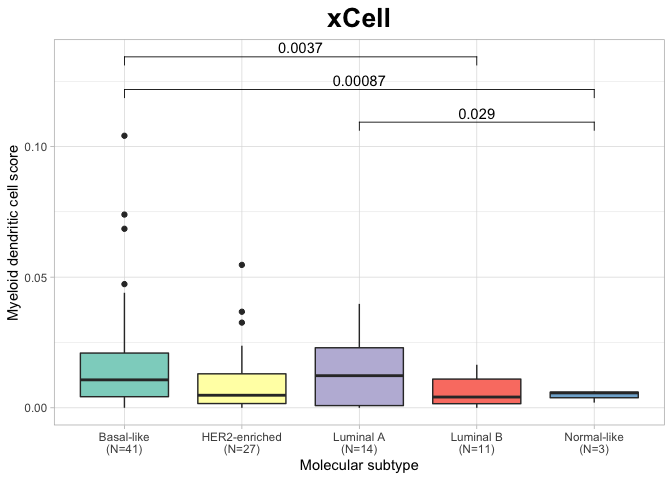 xCell
0.0037
0.00087
0.029
0.10
0.05
0.00
Myeloid dendritic cell score
Basal-like HER2-enriched Luminal A Luminal B Normal-like
(N=41) (N=27) (N=14) (N=11) (N=3)
Molecular subtype